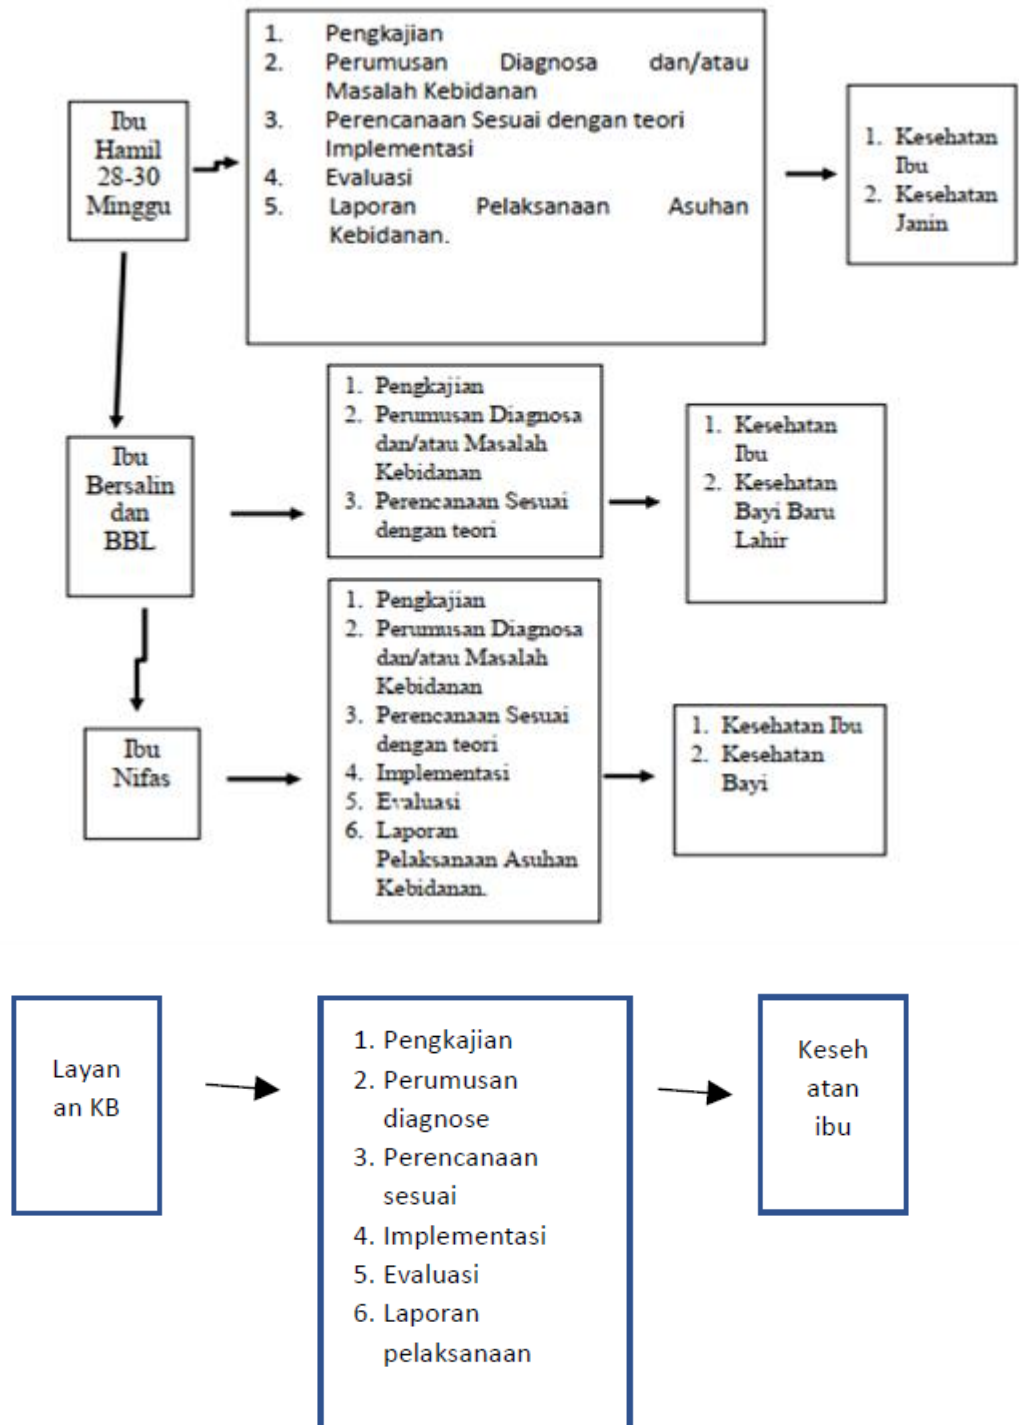 Ibu
Hamil
28-30
Minggu
1. Pengkajian
2. Perumusan Diagnosa dan/atau
Masalah Kebidanan
3. Perencanaan Sesuai dengan teori
Implementasi
4. Evaluasi
5. Laporan Pelaksanaan Asuhan
Kebidanan.
1. Kesehatan
Ibu
2. Kesehatan
Janin
Ibu
Bersalin
dan
BBL
1. Pengkajian
2. Perumusan Diagnosa
dan/atau Masalah
Kebidanan
3. Perencanaan Sesuai
dengan teori
1. Kesehatan
Ibu
2. Kesehatan
Bayi Baru
Lahir
Ibu
Nifas
1. Pengkajian
2. Perumusan Diagnosa
dan/atau Masalah
Kebidanan
3. Perencanaan Sesuai
dengan teori
4. Implementasi
5. Evaluasi
6. Laporan
Pelaksanaan Asuhan
Kebidanan.
1. Kesehatan Ibu
2. Kesehatan
Bayi
Layan
an KB
1. Pengkajian
2. Perumusan
diagnose
3. Perencanaan
sesuai
4. Implementasi
5. Evaluasi
6. Laporan
pelaksanaan
Keseh
atan
ibu